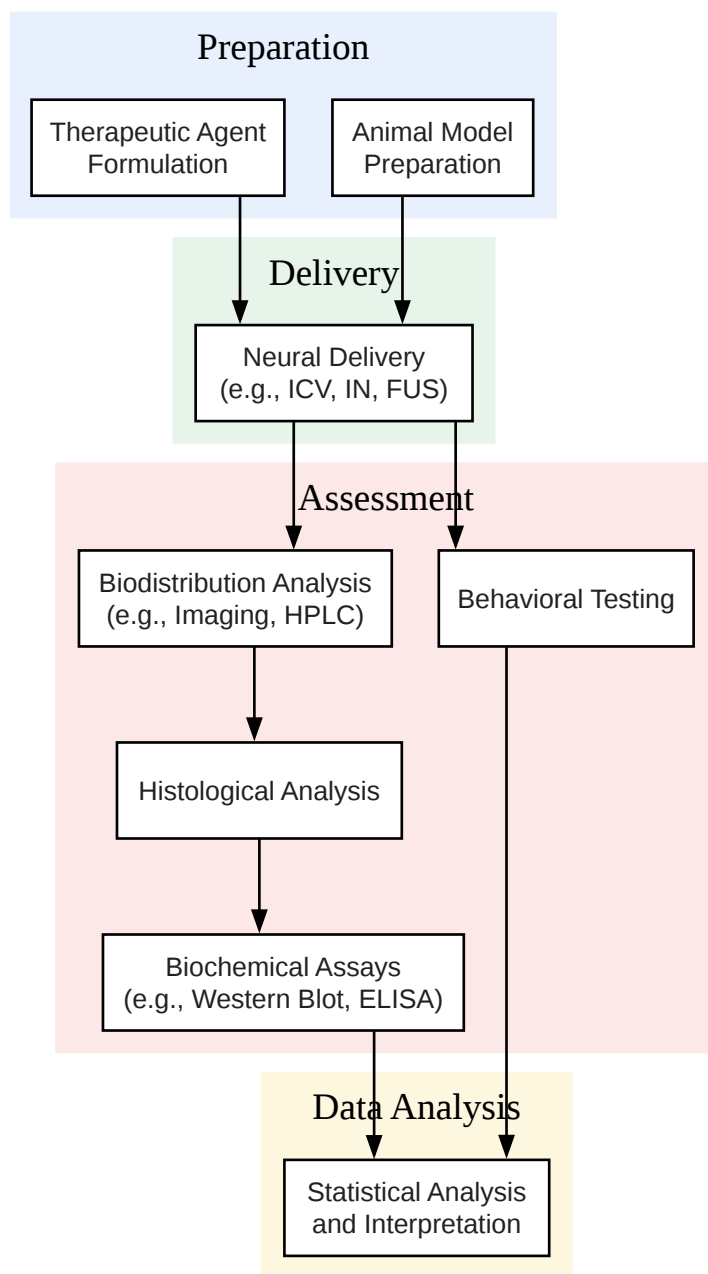 Preparation
Therapeutic Agent
Formulation
Animal Model
Preparation
Delivery
Neural Delivery
(e.g., ICV, IN, FUS)
Assessment
Biodistribution Analysis
(e.g., Imaging, HPLC)
Behavioral Testing
Histological Analysis
Biochemical Assays
(e.g., Western Blot, ELISA)
Data Analysis
Statistical Analysis
and Interpretation